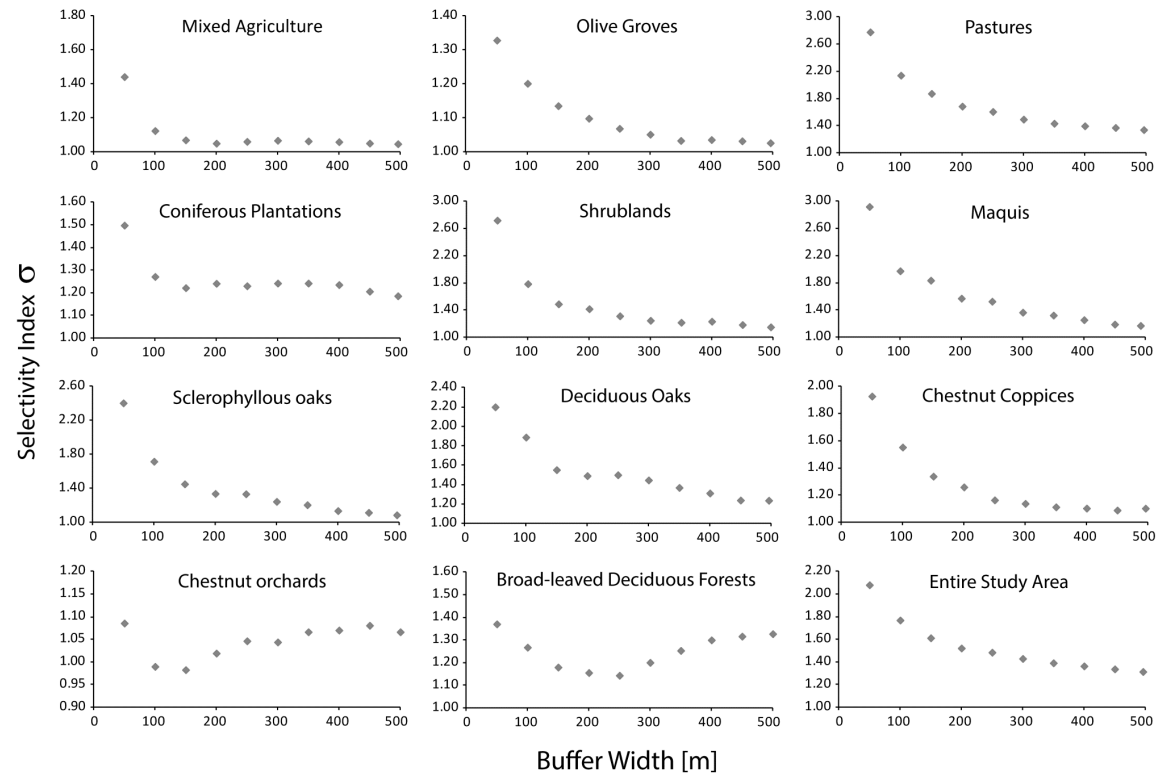 Selectivity Index σ
Mixed Agriculture
1.80
1.60
1.40
1.20
1.00
0 100 200 300 400 500
Olive Groves
1.40
1.30
1.20
1.10
1.00
0 100 200 300 400 500
Pastures
3.00
2.60
2.20
1.80
1.40
1.00
0 100 200 300 400 500
Coniferous Plantations
1.60
1.50
1.40
1.30
1.20
1.10
1.00
0 100 200 300 400 500
Shrublands
3.00
2.60
2.20
1.80
1.40
1.00
0 100 200 300 400 500
Maquis
3.00
2.60
2.20
1.80
1.40
1.00
0 100 200 300 400 500
Sclerophyllous oaks
2.60
2.20
1.80
1.40
1.00
0 100 200 300 400 500
Deciduous Oaks
2.40
2.20
2.00
1.80
1.60
1.40
1.20
1.00
0 100 200 300 400 500
Chestnut Coppices
2.00
1.80
1.60
1.40
1.20
1.00
0 100 200 300 400 500
Chestnut orchards
1.20
1.15
1.10
1.05
1.00
0.95
0.90
0 100 200 300 400 500
Broad-leaved Deciduous Forests
1.60
1.50
1.40
1.30
1.20
1.10
1.00
0 100 200 300 400 500
Entire Study Area
2.20
2.00
1.80
1.60
1.40
1.20
1.00
0 100 200 300 400 500
Buffer Width [m]